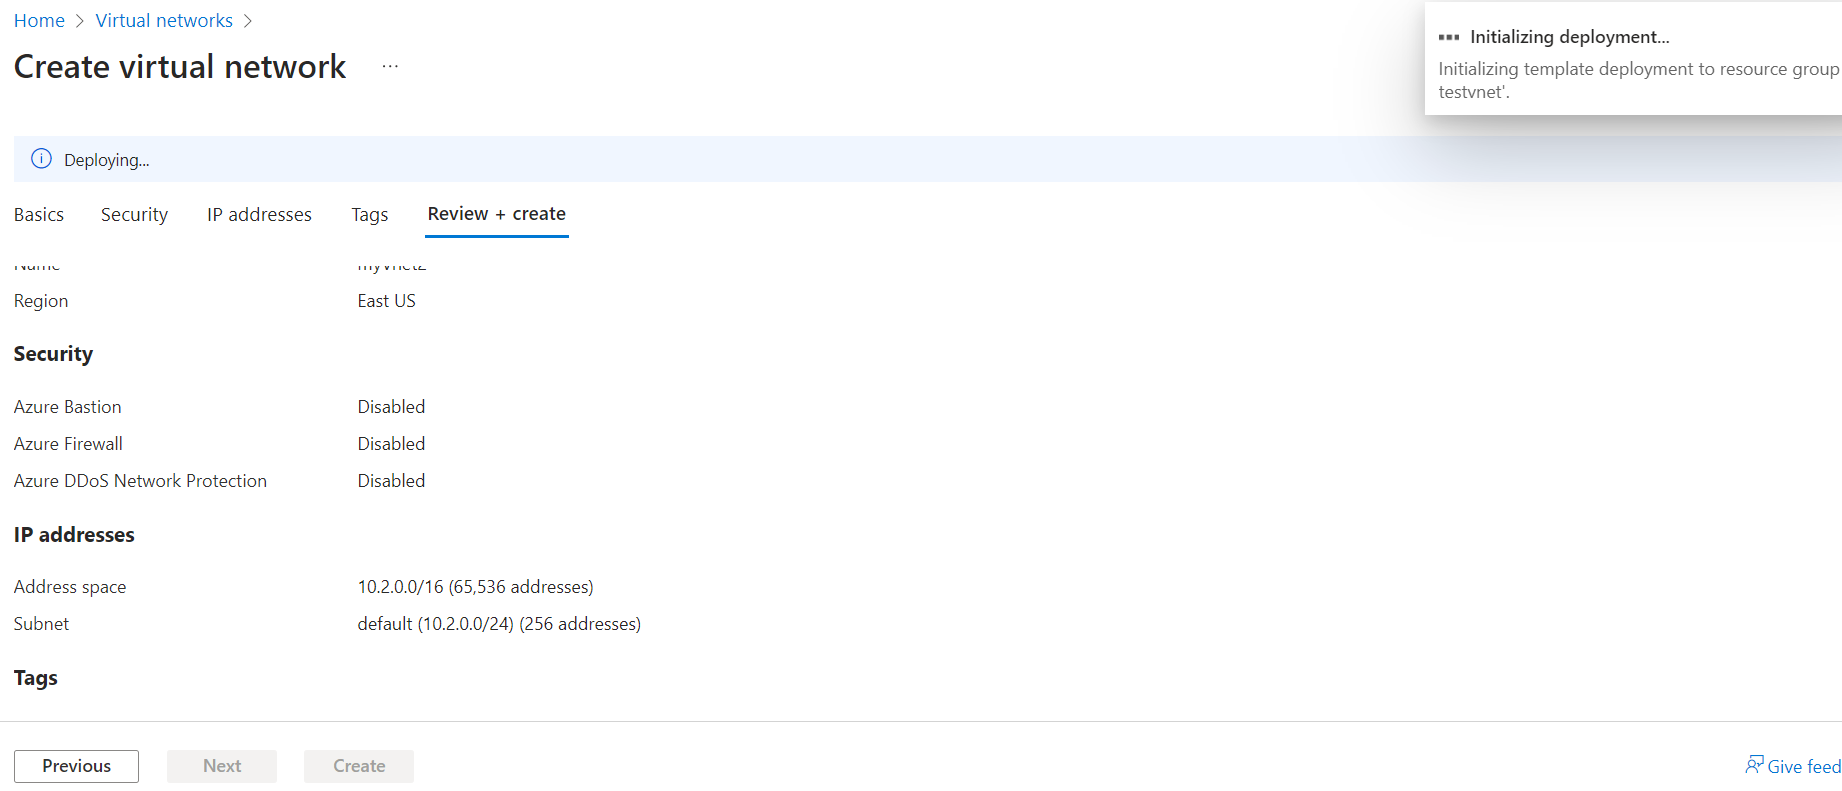 Home > Virtual networks >
Create virtual network ...
Initializing deployment...
Initializing template deployment to resource group
testvnet'.
Deploying...
Basics Security IP addresses Tags Review + create
Name myVnet2
Region East US
Security
Azure Bastion Disabled
Azure Firewall Disabled
Azure DDoS Network Protection Disabled
IP addresses
Address space 10.2.0.0/16 (65,536 addresses)
Subnet default (10.2.0.0/24) (256 addresses)
Tags
Previous Next Create
Give feed